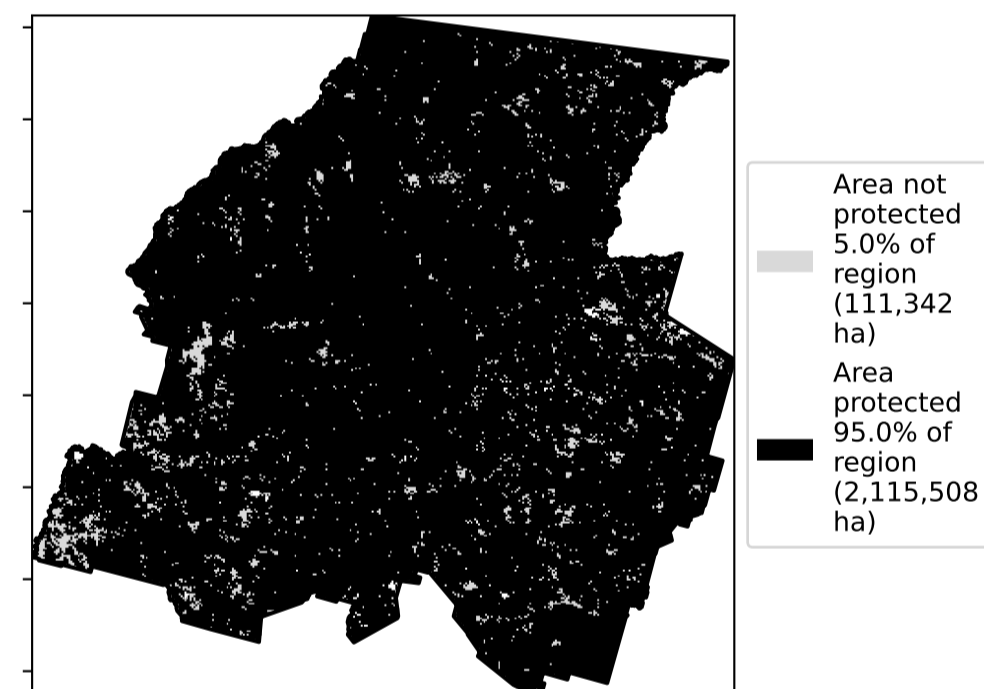 Area not
protected
5.0% of
region
(111,342
ha)
Area
protected
95.0% of
region
(2,115,508
ha)